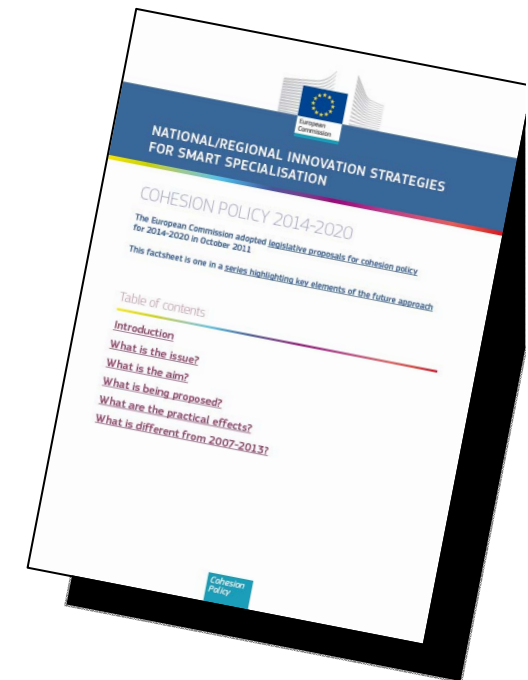 European
Commission
NATIONAL/REGIONAL INNOVATION STRATEGIES
FOR SMART SPECIALISATION
COHESION POLICY 2014-2020
The European Commission adopted legislative proposals for cohesion policy
for 2014-2020 in October 2011
This factsheet is one in a series highlighting key elements of the future approach
Table of contents
Introduction
What is the issue?
What is the aim?
What is being proposed?
What are the practical effects?
What is different from 2007-2013?
Cohesion
Policy